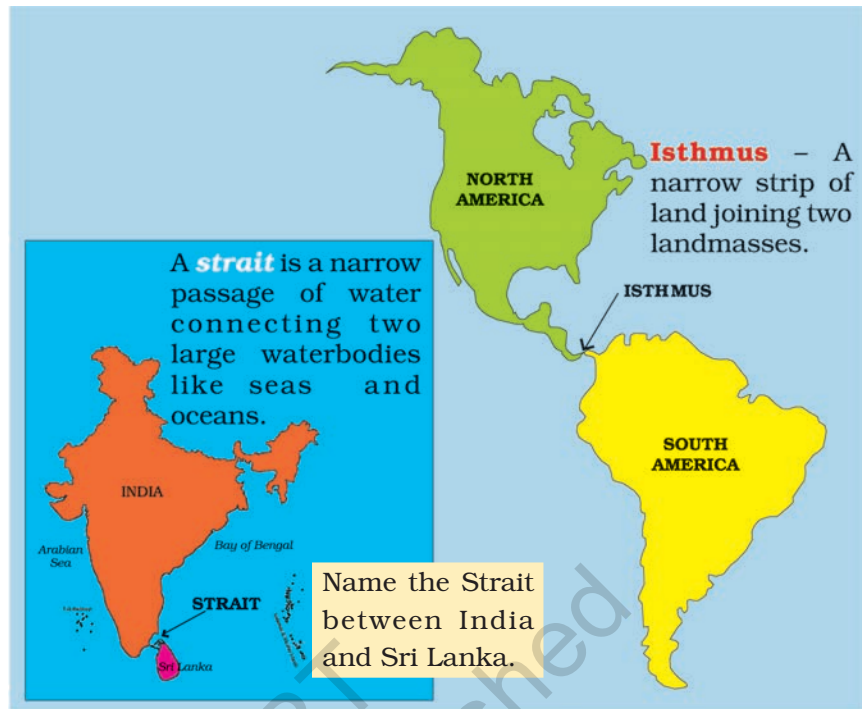 NORTH
AMERICA
Isthmus – A
narrow strip of
land joining two
landmasses.
ISTHMUS
SOUTH
AMERICA
A strait is a narrow
passage of water
connecting two
large waterbodies
like seas and
oceans.
INDIA
Arabian
Sea
Bay of Bengal
STRAIT
Sri Lanka
Name the Strait
between India
and Sri Lanka.